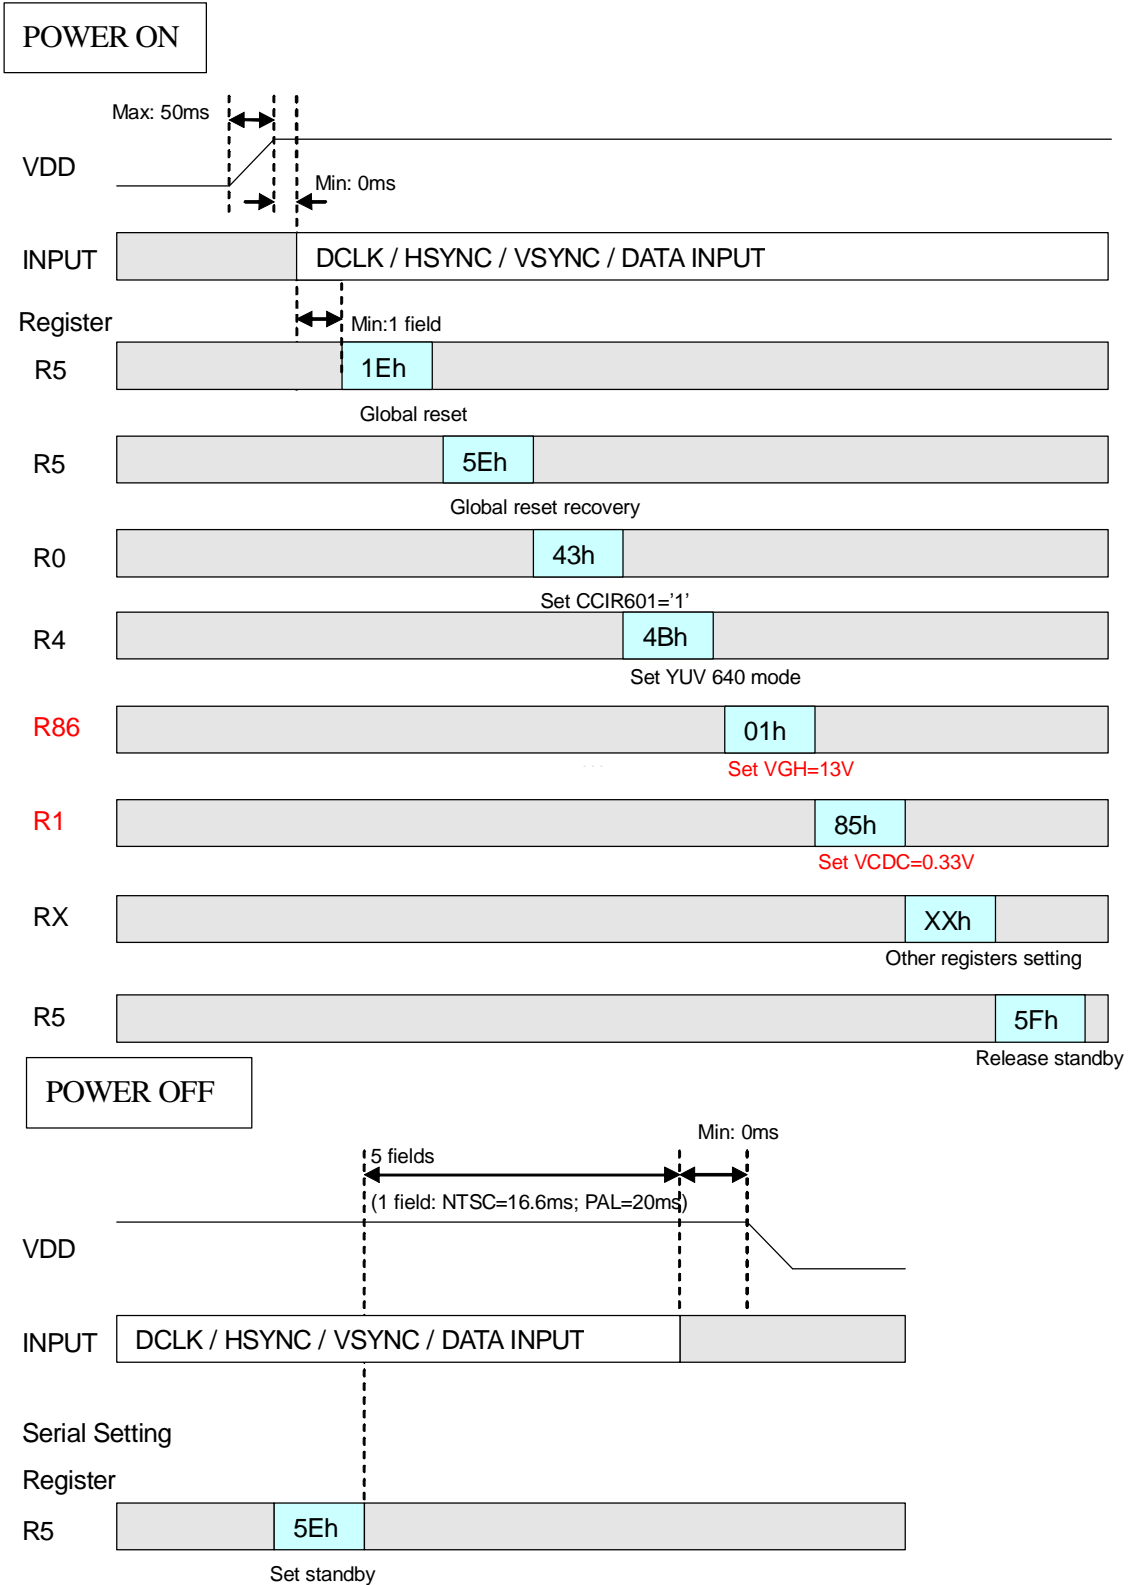 POWER ON
Max: 50ms
VDD
Min: 0ms
INPUT
DCLK / HSYNC / VSYNC / DATA INPUT
Register
Min:1 field
R5
1Eh
Global reset
R5
5Eh
Global reset recovery
R0
43h
Set CCIR601='1'
R4
4Bh
Set YUV 640 mode
R86
01h
Set VGH=13V
R1
85h
Set VCDC=0.33V
RX
XXh
Other registers setting
R5
5Fh
Release standby
POWER OFF
Min: 0ms
5 fields
(1 field: NTSC=16.6ms; PAL=20ms)
VDD
INPUT
DCLK / HSYNC / VSYNC / DATA INPUT
Serial Setting
Register
R5
5Eh
Set standby